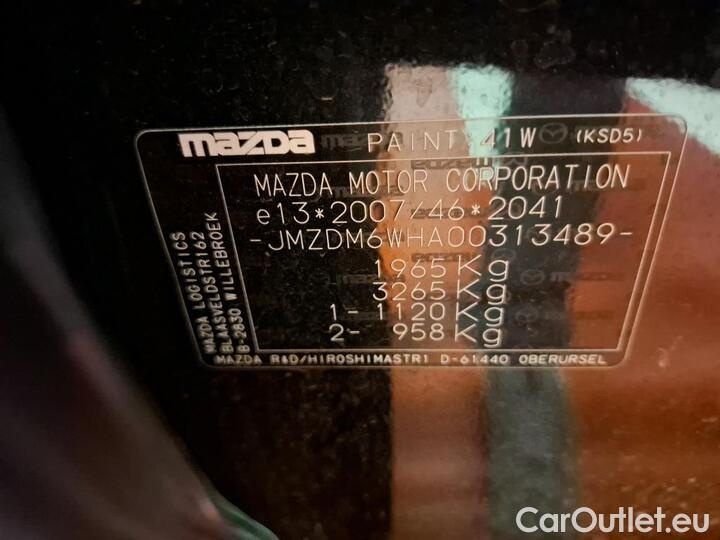 mazda PAINT 41W (KSD5)
MAZDA MOTOR CORPORATION
e13*2007/46*2041
-JMZDM6WHA00313489-
1965Kg
3265Kg
1- 1120Kg
2- 958Kg
MAZDA LOGISTICS
BLAASVELDSTR162
B-2830 WILLEBROEK
MAZDA R&D/HIROSHIMASTR1 D-61440 OBERURSEL
CarOutlet.eu